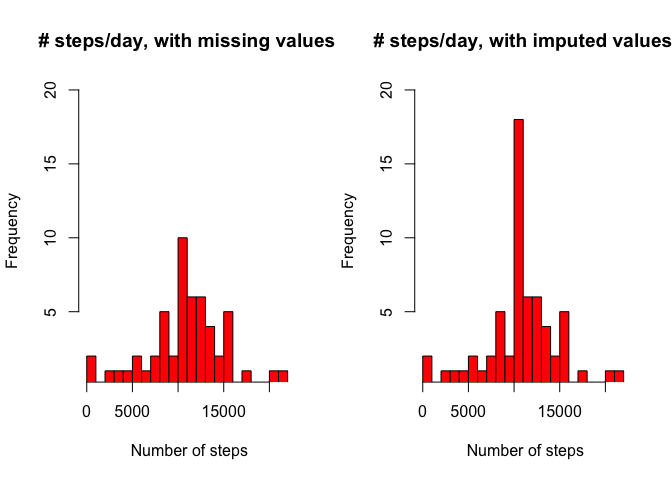 # steps/day, with missing values
20
15
10
5
Frequency
0 5000 15000
Number of steps
# steps/day, with imputed values
20
15
10
5
Frequency
0 5000 15000
Number of steps